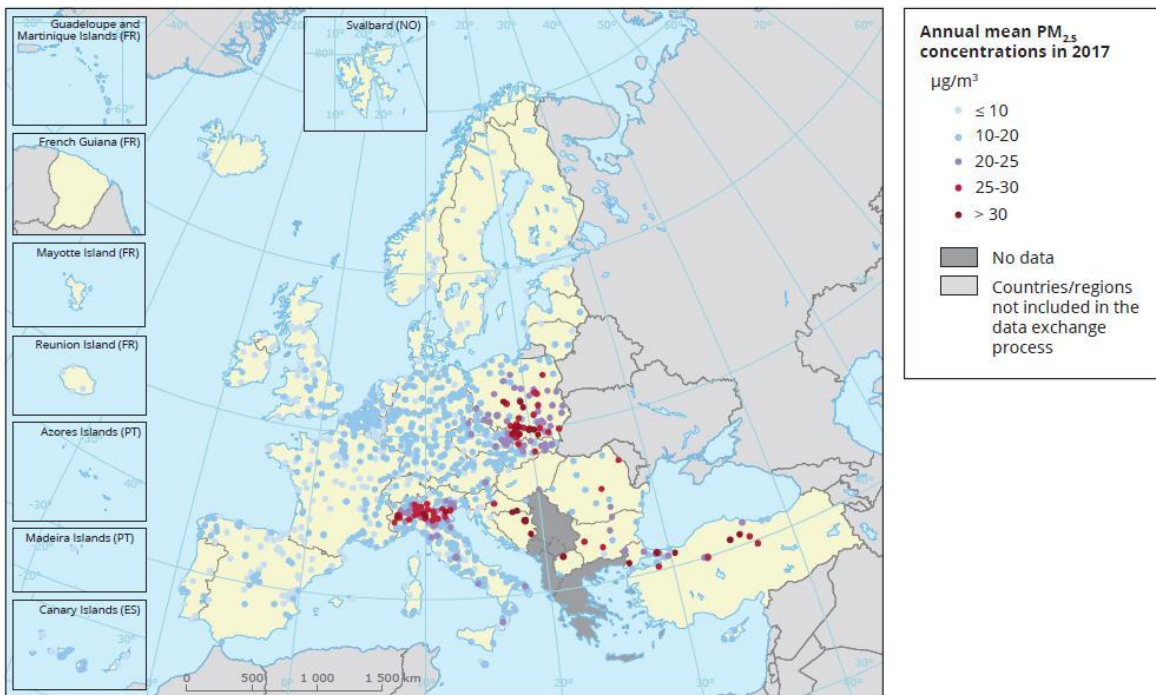 Guadeloupe and
Martinique Islands (FR)
French Guiana (FR)
Mayotte Island (FR)
Reunion Island (FR)
Azores Islands (PT)
Madeira Islands (PT)
Canary Islands (ES)
Svalbard (NO)
0 500 1 000 1 500 km
Annual mean PM2.5
concentrations in 2017
µg/m³
≤ 10
10-20
20-25
25-30
> 30
No data
Countries/regions
not included in the
data exchange
process